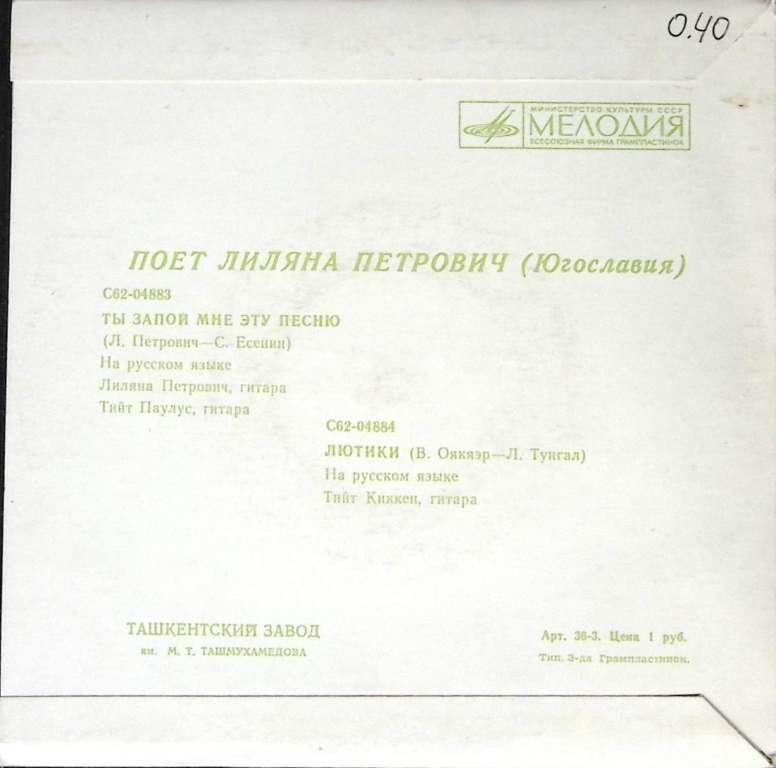 0.40
МИНИСТЕРСТВО КУЛЬТУРЫ СССР
МЕЛОДИЯ
ВСЕСОЮЗНАЯ ФИРМА ГРАМПЛАСТИНОК
ПОЕТ ЛИЛЯНА ПЕТРОВИЧ (Югославия)
С62-04883
ТЫ ЗАПОЙ МНЕ ЭТУ ПЕСНЮ
(Л. Петрович—С. Есенин)
На русском языке
Лиляна Петрович, гитара
Тийт Паулус, гитара
С62-04884
ЛЮТИКИ (В. Оякяэр—Л. Тунгал)
На русском языке
Тийт Киккен, гитара
ТАШКЕНТСКИЙ ЗАВОД
им. М. Т. ТАШМУХАМЕДОВА
Арт. 36-3. Цена 1 руб.
Тип. З-да Грампластинок.